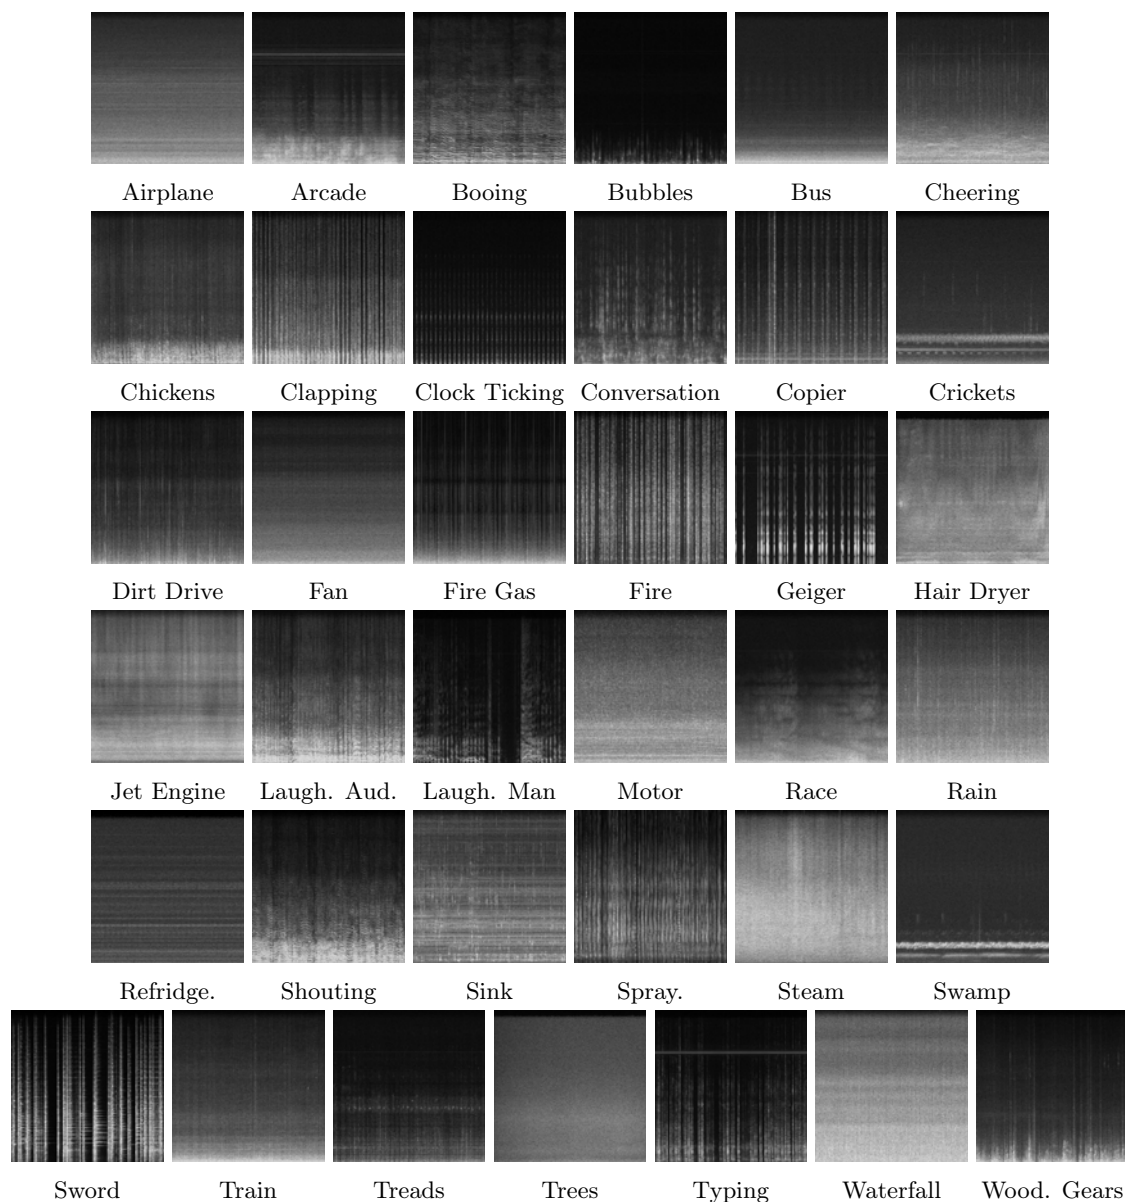 Airplane Arcade Booing Bubbles Bus Cheering
Chickens Clapping Clock Ticking Conversation Copier Crickets
Dirt Drive Fan Fire Gas Fire Geiger Hair Dryer
Jet Engine Laugh. Aud. Laugh. Man Motor Race Rain
Refridge. Shouting Sink Spray. Steam Swamp
Sword Train Treads Trees Typing Waterfall Wood. Gears